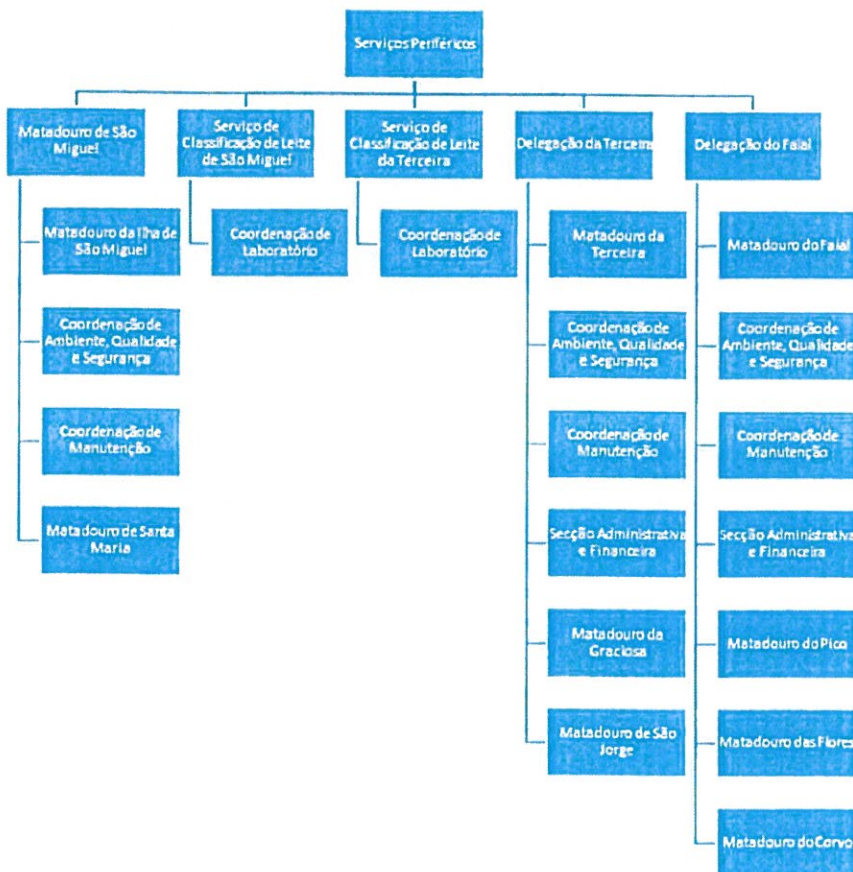 Serviços Periféricos
Matadouro de São
Miguel
Serviço de
Classificação de Leite
de São Miguel
Serviço de
Classificação de Leite
da Terceira
Delegação da Terceira
Delegação do Faial
Matadouro da Ilha de
São Miguel
Coordenação de
Ambiente, Qualidade
e Segurança
Coordenação de
Manutenção
Matadouro de Santa
Maria
Coordenação de
Laboratório
Coordenação de
Laboratório
Matadouro da
Terceira
Coordenação de
Ambiente, Qualidade
e Segurança
Coordenação de
Manutenção
Secção Administrativa
e Financeira
Matadouro da
Graciosa
Matadouro de São
Jorge
Matadouro do Faial
Coordenação de
Ambiente, Qualidade
e Segurança
Coordenação de
Manutenção
Secção Administrativa
e Financeira
Matadouro do Pico
Matadouro das Flores
Matadouro do Corvo